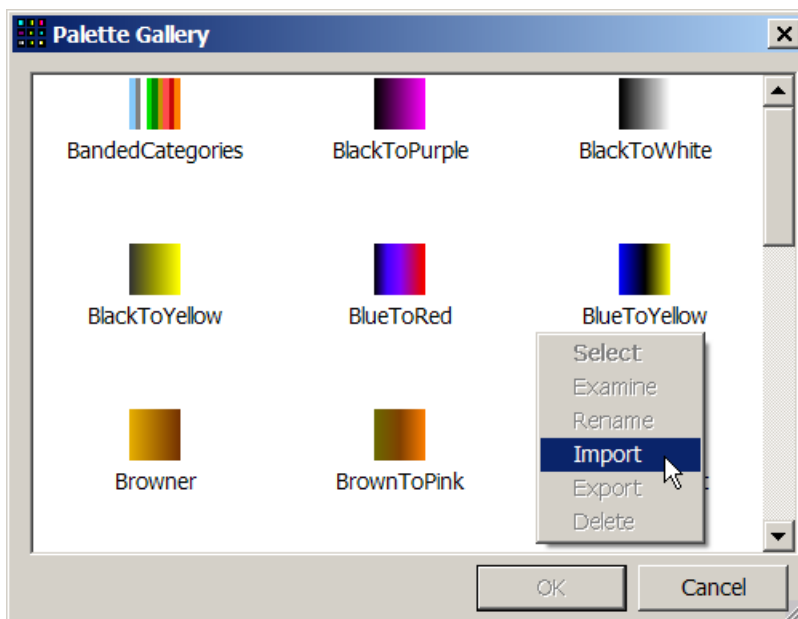 Palette Gallery
BandedCategories
BlackToPurple
BlackToWhite
BlackToYellow
BlueToRed
BlueToYellow
Browner
BrownToPink
Select
Examine
Rename
Import
Export
Delete
OK
Cancel